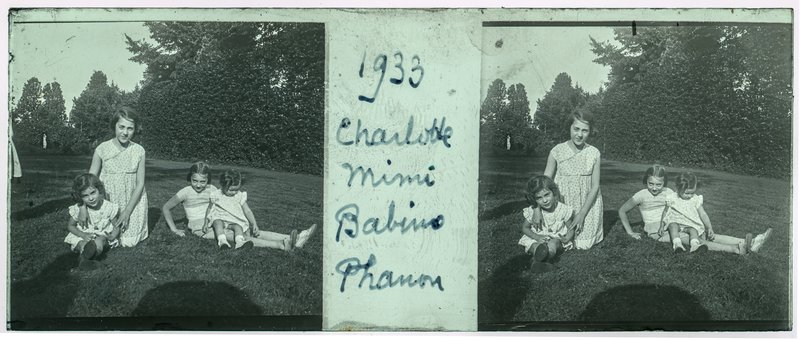 1933
Charlotte
Mimi
Babino
Phanon